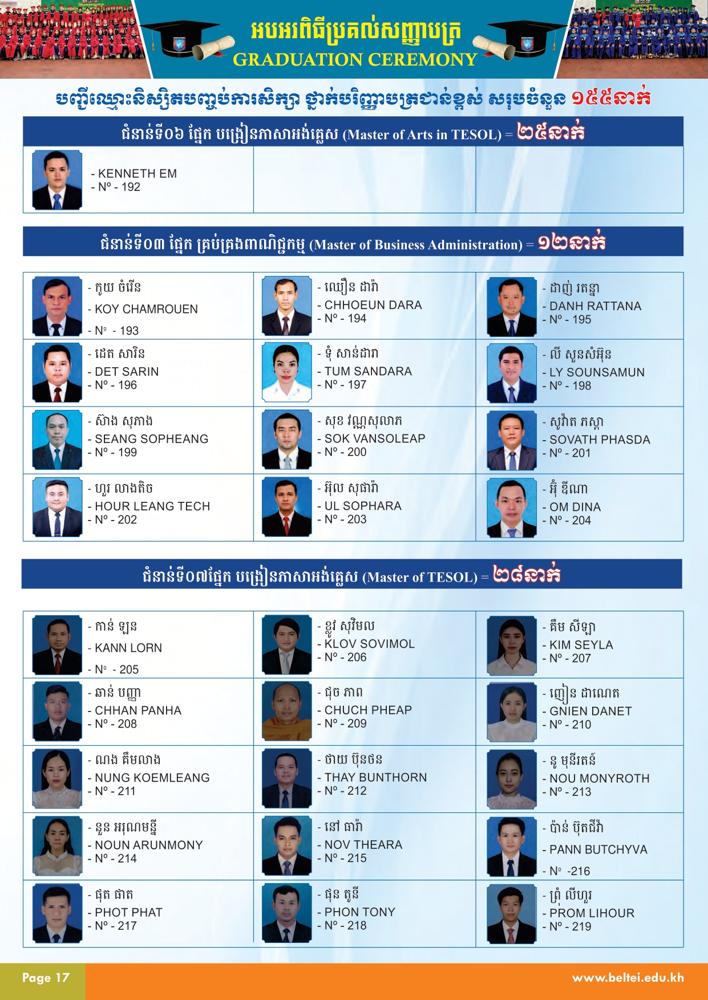 អបអរពិធីប្រគល់សញ្ញាបត្រ
GRADUATION CEREMONY
បញ្ជីឈ្មោះនិស្សិតបញ្ចប់ការសិក្សា ថ្នាក់បរិញ្ញាបត្រជាន់ខ្ពស់ សរុបចំនួន ១៥៥នាក់
ជំនាន់ទី០៦ ផ្នែក បង្រៀនភាសាអង់គ្លេស (Master of Arts in TESOL) = ២៥នាក់
- KENNETH EM
- Nº - 192
ជំនាន់ទី០៣ ផ្នែក គ្រប់គ្រងពាណិជ្ជកម្ម (Master of Business Administration) = ១២នាក់
- កូយ ចំរើន
- KOY CHAMROUEN
- Nº - 193
- ឈឿន ដារ៉ា
- CHHOEUN DARA
- Nº - 194
- ដាញ់ រតនា
- DANH RATTANA
- Nº - 195
- ដេត សារិន
- DET SARIN
- Nº - 196
- ទុំ សាន់ដារា
- TUM SANDARA
- Nº - 197
- លី សួនសំអ៊ុន
- LY SOUNSAMUN
- Nº - 198
- ស៊ាង សុភាង
- SEANG SOPHEANG
- Nº - 199
- សុខ វណ្ណសុលាភ
- SOK VANSOLEAP
- Nº - 200
- សូវ៉ាត ភស្ដា
- SOVATH PHASDA
- Nº - 201
- ហួរ លាងតិច
- HOUR LEANG TECH
- Nº - 202
- អ៊ុល សុផារ៉ា
- UL SOPHARA
- Nº - 203
- អ៊ុំ ឌីណា
- OM DINA
- Nº - 204
ជំនាន់ទី០៧ផ្នែក បង្រៀនភាសាអង់គ្លេស (Master of TESOL) = ២៨នាក់
- កាន់ ឡន
- KANN LORN
- Nº - 205
- ខ្លូវ សុវិមល
- KLOV SOVIMOL
- Nº - 206
- គឹម សីឡា
- KIM SEYLA
- Nº - 207
- ឆាន់ បញ្ញា
- CHHAN PANHA
- Nº - 208
- ជុច ភាព
- CHUCH PHEAP
- Nº - 209
- ញៀន ដាណេត
- GNIEN DANET
- Nº - 210
- ណង គឹមលាង
- NUNG KOEMLEANG
- Nº - 211
- ថាយ ប៊ុនថន
- THAY BUNTHORN
- Nº - 212
- នូ មុនីរតន៍
- NOU MONYROTH
- Nº - 213
- នួន អរុណមន្នី
- NOUN ARUNMONY
- Nº - 214
- នៅ ធារ៉ា
- NOV THEARA
- Nº - 215
- ប៉ាន់ ប៊ុតជីវ៉ា
- PANN BUTCHYVA
- Nº -216
- ផុត ផាត
- PHOT PHAT
- Nº - 217
- ផុន តូនី
- PHON TONY
- Nº - 218
- ព្រុំ លីហួរ
- PROM LIHOUR
- Nº - 219
Page 17
www.beltei.edu.kh